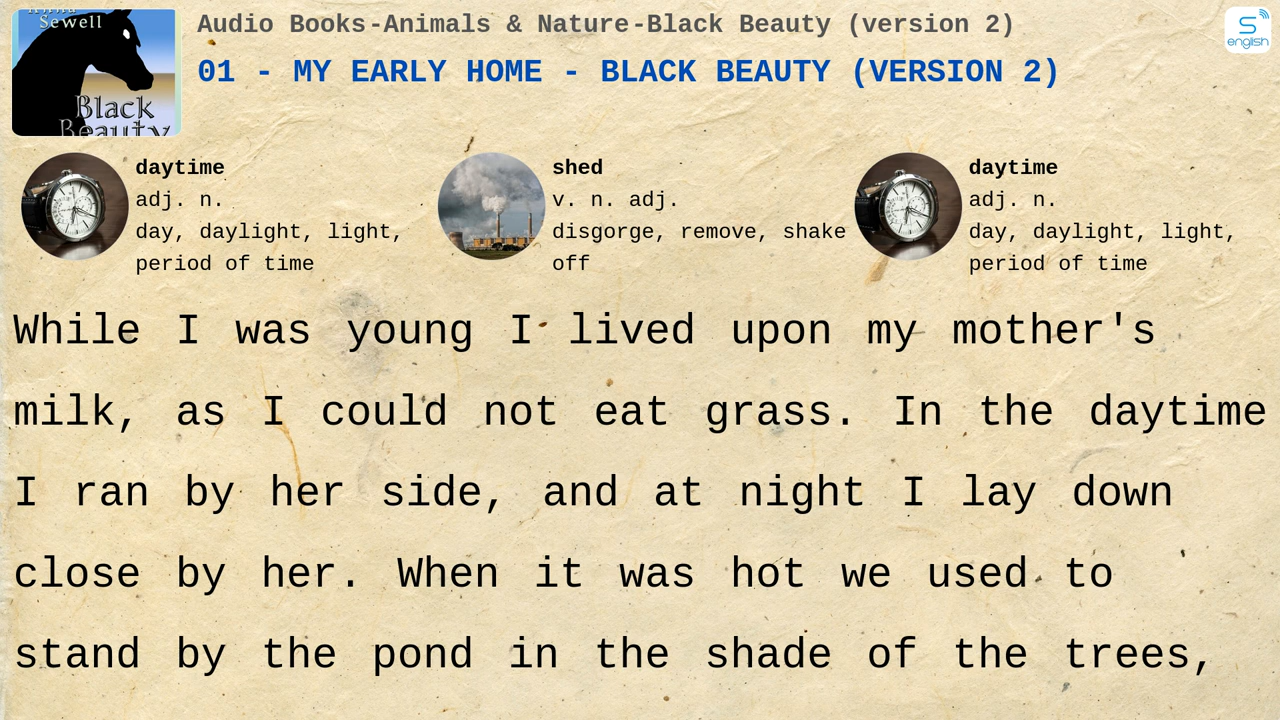 Anna
Sewell
Black
Beauty
Audio Books-Animals & Nature-Black Beauty (version 2)
01 - MY EARLY HOME - BLACK BEAUTY (VERSION 2)
S
english
daytime
adj. n.
day, daylight, light,
period of time
shed
v. n. adj.
disgorge, remove, shake
off
daytime
adj. n.
day, daylight, light,
period of time
While I was young I lived upon my mother's
milk, as I could not eat grass. In the daytime
I ran by her side, and at night I lay down
close by her. When it was hot we used to
stand by the pond in the shade of the trees,